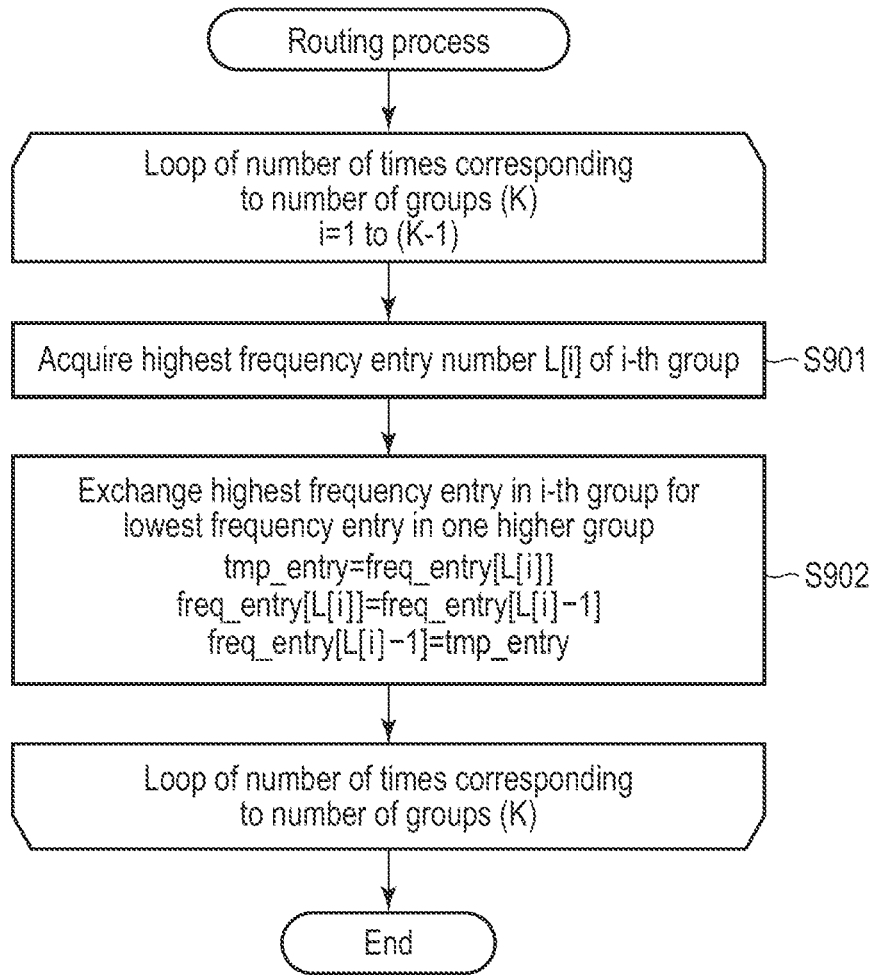 Routing process
Loop of number of times corresponding
to number of groups (K)
i=1 to (K-1)
Acquire highest frequency entry number L[i] of i-th group
S901
Exchange highest frequency entry in i-th group for
lowest frequency entry in one higher group
tmp_entry=freq_entry[L[i]]
freq_entry[L[i]]=freq_entry[L[i]-1]
freq_entry[L[i]-1]=tmp_entry
S902
Loop of number of times corresponding
to number of groups (K)
End